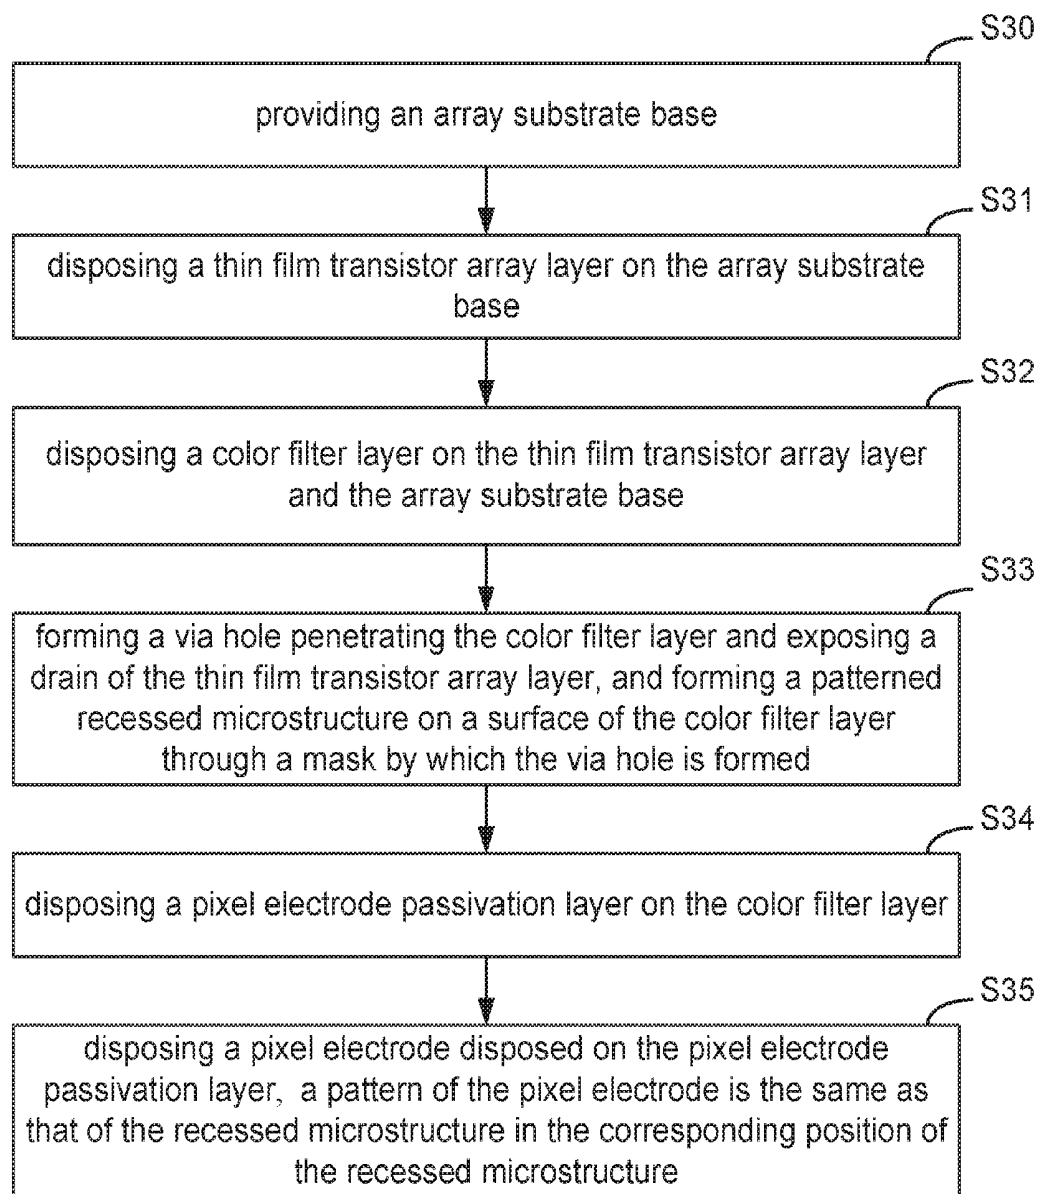 S30
providing an array substrate base
S31
disposing a thin film transistor array layer on the array substrate
base
S32
disposing a color filter layer on the thin film transistor array layer
and the array substrate base
S33
forming a via hole penetrating the color filter layer and exposing a
drain of the thin film transistor array layer, and forming a patterned
recessed microstructure on a surface of the color filter layer
through a mask by which the via hole is formed
S34
disposing a pixel electrode passivation layer on the color filter layer
S35
disposing a pixel electrode disposed on the pixel electrode
passivation layer, a pattern of the pixel electrode is the same as
that of the recessed microstructure in the corresponding position of
the recessed microstructure